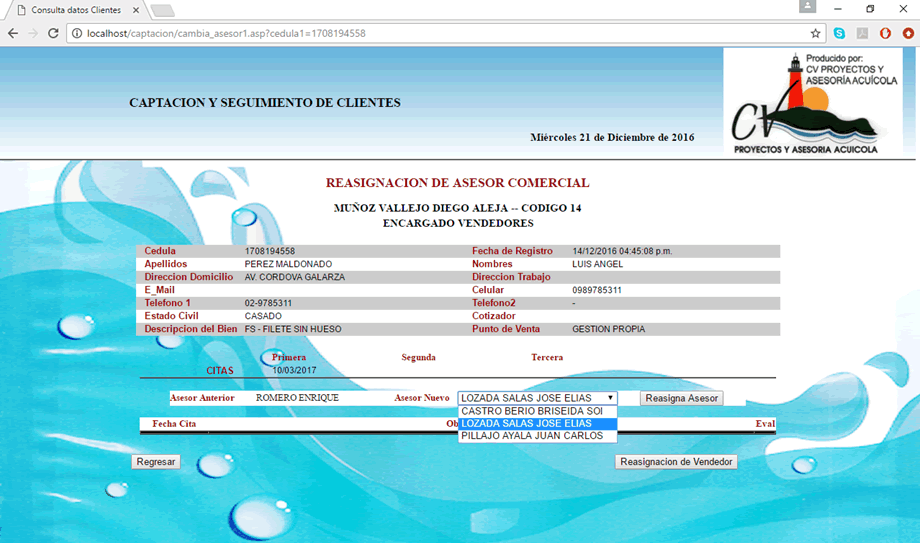 Consulta datos Clientes
localhost/captacion/cambia_asesor1.asp?cedula1=1708194558
Producido por:
CV PROYECTOS Y
ASESORÍA ACUÍCOLA
CV
PROYECTOS Y ASESORIA ACUICOLA
CAPTACION Y SEGUIMIENTO DE CLIENTES
Miércoles 21 de Diciembre de 2016
REASIGNACION DE ASESOR COMERCIAL
MUÑOZ VALLEJO DIEGO ALEJA -- CODIGO 14
ENCARGADO VENDEDORES
Cedula 1708194558 Fecha de Registro 14/12/2016 04:45:08 p.m.
Apellidos PEREZ MALDONADO Nombres LUIS ANGEL
Direccion Domicilio AV. CORDOVA GALARZA Direccion Trabajo
E_Mail Celular 0989785311
Telefono 1 02-9785311 Telefono2 -
Estado Civil CASADO Cotizador
Descripcion del Bien FS - FILETE SIN HUESO Punto de Venta GESTION PROPIA
Primera Segunda Tercera
CITAS 10/03/2017
Asesor Anterior ROMERO ENRIQUE Asesor Nuevo LOZADA SALAS JOSE ELIAS Reasigna Asesor
CASTRO BERIO BRISEIDA SOI
LOZADA SALAS JOSE ELIAS
PILLAJO AYALA JUAN CARLOS
Fecha Cita Ob Eval
Regresar Reasignacion de Vendedor